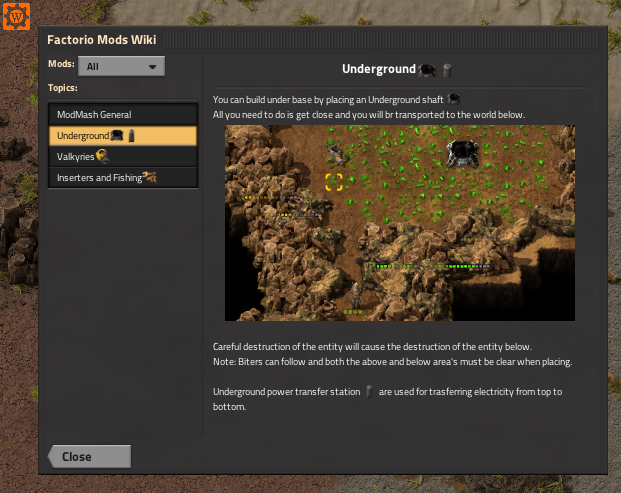 Factorio Mods Wiki
Mods:
All
Topics:
ModMash General
Underground
Valkyries
Inserters and Fishing
Underground
You can build under base by placing an Underground shaft
All you need to do is get close and you will be transported to the world below.
Careful destruction of the entity will cause the destruction of the entity below.
Note: Biters can follow and both the above and below area's must be clear when placing.
Underground power transfer station are used for trasferring electricity from top to
bottom.
Close